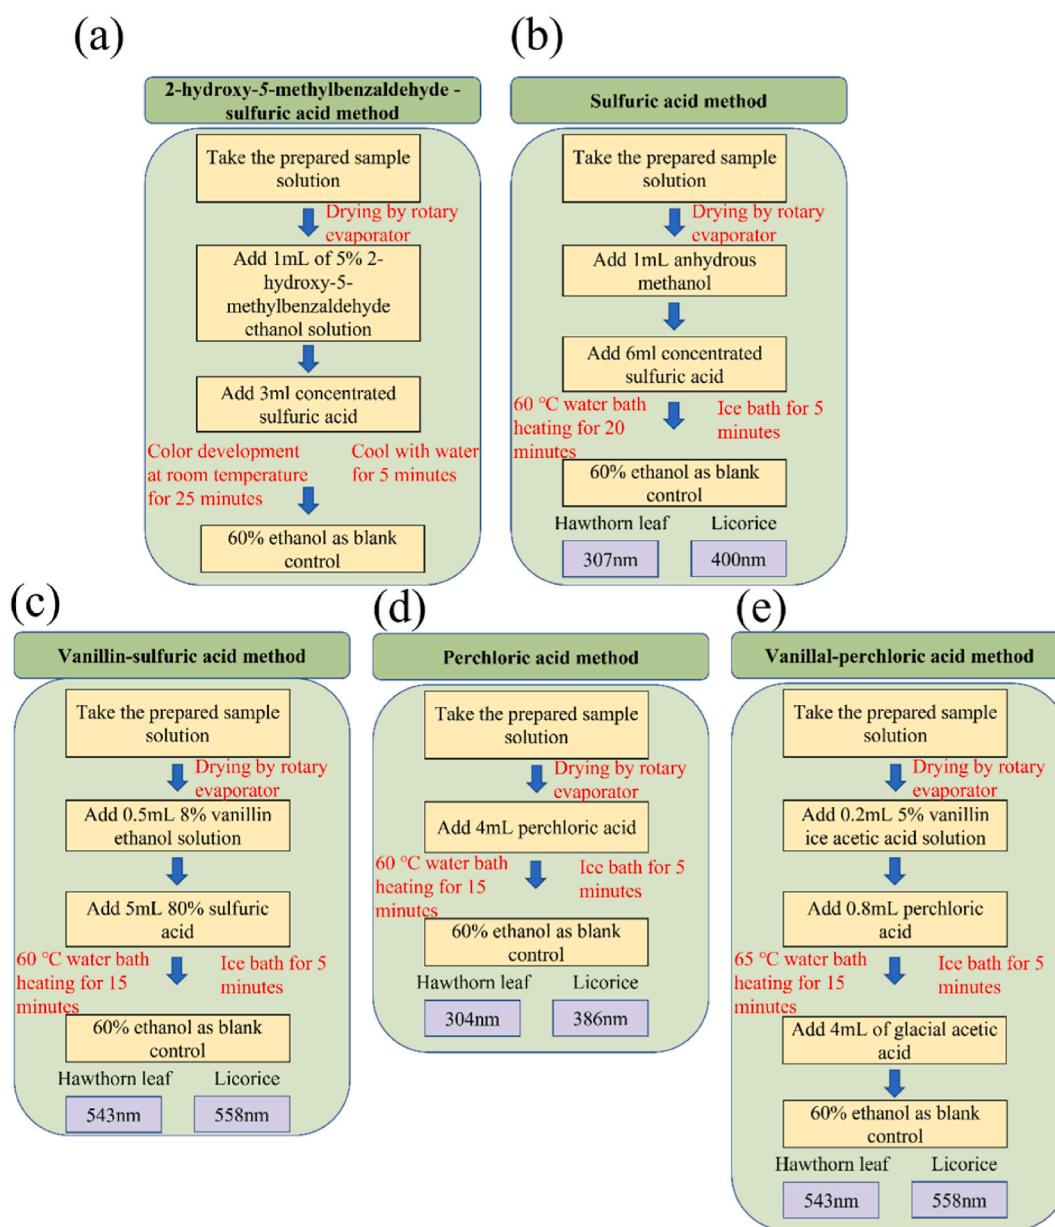 (a)
2-hydroxy-5-methylbenzaldehyde -
sulfuric acid method
Take the prepared sample
solution
Drying by rotary
evaporator
Add 1mL of 5% 2-
hydroxy-5-
methylbenzaldehyde
ethanol solution
Add 3ml concentrated
sulfuric acid
Color development
at room temperature
for 25 minutes
Cool with water
for 5 minutes
60% ethanol as blank
control
(b)
Sulfuric acid method
Take the prepared sample
solution
Drying by rotary
evaporator
Add 1mL anhydrous
methanol
Add 6ml concentrated
sulfuric acid
60 °C water bath
heating for 20
minutes
Ice bath for 5
minutes
60% ethanol as blank
control
Hawthorn leaf
Licorice
307nm
400nm
(c)
Vanillin-sulfuric acid method
Take the prepared sample
solution
Drying by rotary
evaporator
Add 0.5mL 8% vanillin
ethanol solution
Add 5mL 80% sulfuric
acid
60 °C water bath
heating for 15
minutes
Ice bath for 5
minutes
60% ethanol as blank
control
Hawthorn leaf
Licorice
543nm
558nm
(d)
Perchloric acid method
Take the prepared sample
solution
Drying by rotary
evaporator
Add 4mL perchloric acid
60 °C water bath
heating for 15
minutes
Ice bath for 5
minutes
60% ethanol as blank
control
Hawthorn leaf
Licorice
304nm
386nm
(e)
Vanillal-perchloric acid method
Take the prepared sample
solution
Drying by rotary
evaporator
Add 0.2mL 5% vanillin
ice acetic acid solution
Add 0.8mL perchloric
acid
65 °C water bath
heating for 15
minutes
Ice bath for 5
minutes
Add 4mL of glacial acetic
acid
60% ethanol as blank
control
Hawthorn leaf
Licorice
543nm
558nm